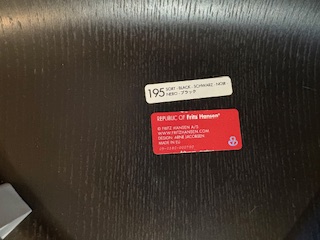 195 SORT - BLACK - SCHWARZ - NOIR
NERO - ブラック
REPUBLIC OF Fritz Hansen®
© FRITZ HANSEN A/S
WWW.FRITZHANSEN.COM
DESIGN: ARNE JACOBSEN
MADE IN EU